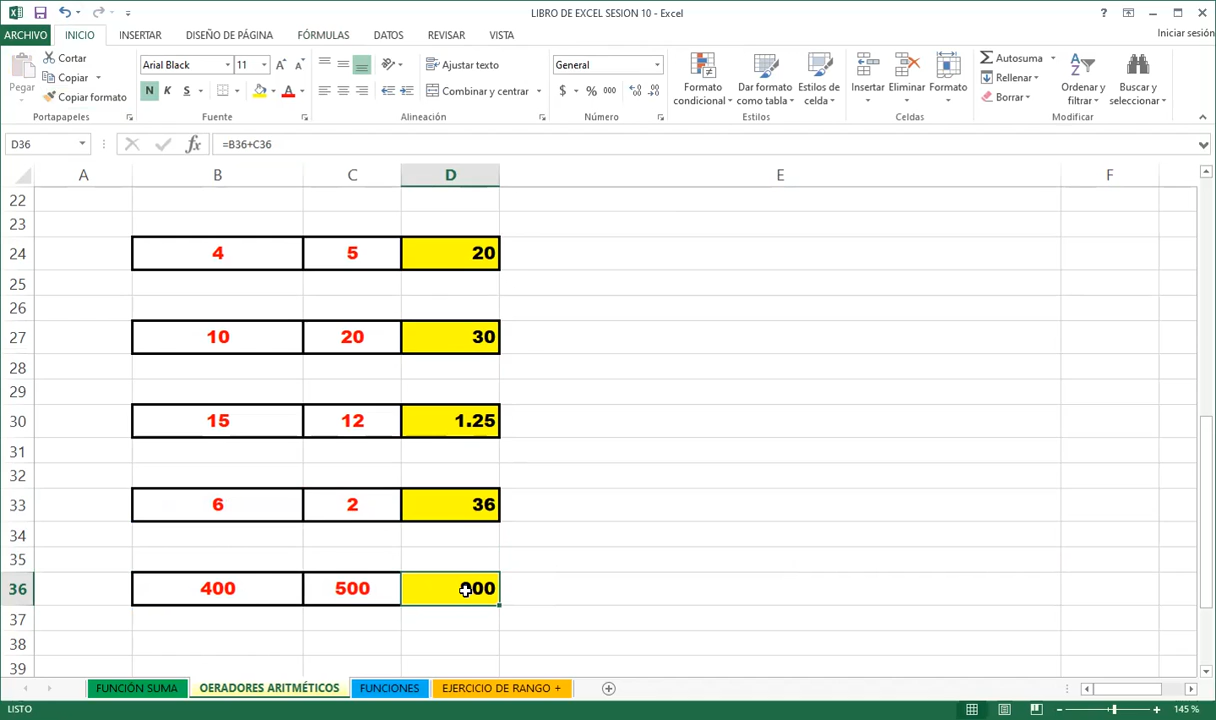 LIBRO DE EXCEL SESION 10 - Excel
?
ARCHIVO INICIO INSERTAR DISEÑO DE PÁGINA FÓRMULAS DATOS REVISAR VISTA Iniciar sesión
Pegar
Cortar
Copiar
Copiar formato
Portapapeles
Arial Black 11
N K S
Fuente
Ajustar texto
Combinar y centrar
Alineación
General
$ % 000
Número
Formato condicional
Dar formato como tabla
Estilos de celda
Estilos
Insertar
Eliminar
Formato
Celdas
Autosuma
Rellenar
Borrar
Ordenar y filtrar
Buscar y seleccionar
Modificar
D36 fx =B36+C36
A B C D E F
22
23
24 4 5 20
25
26
27 10 20 30
28
29
30 15 12 1.25
31
32
33 6 2 36
34
35
36 400 500
37
38
39
FUNCIÓN SUMA OERADORES ARITMÉTICOS FUNCIONES EJERCICIO DE RANGO +
LISTO 145 %